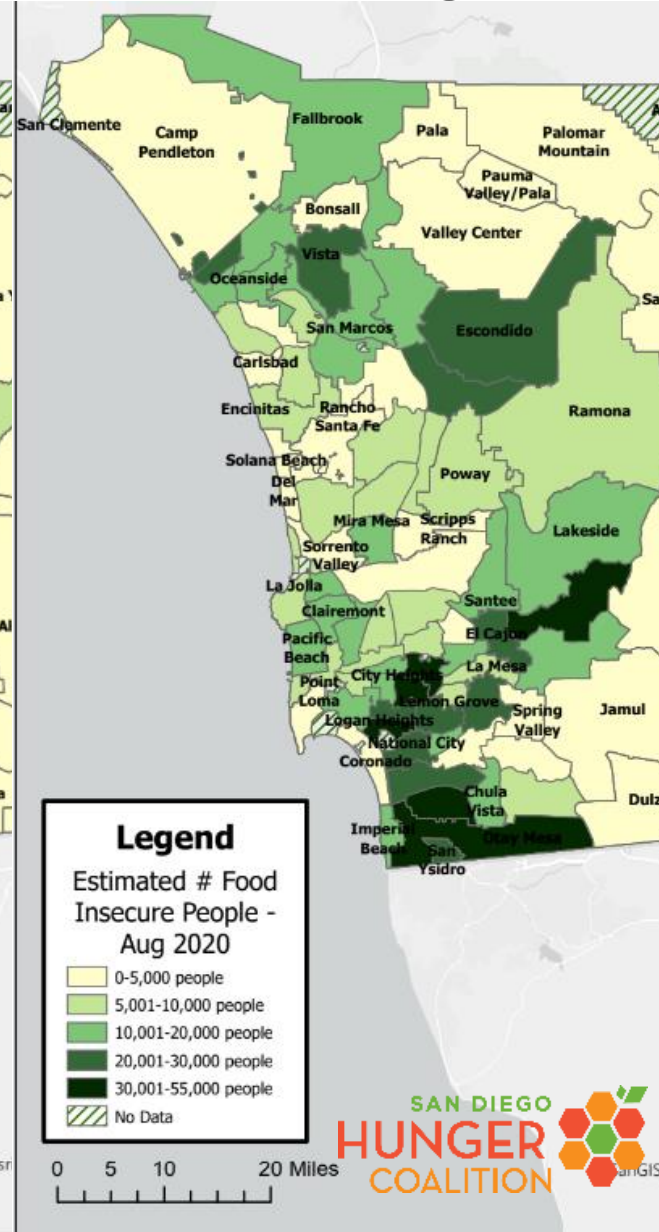 San Clemente
Camp
Pendleton
Fallbrook
Pala
Palomar
Mountain
Pauma
Valley/Pala
Bonsall
Valley Center
Vista
Oceanside
San Marcos
Escondido
Carlsbad
Encinitas
Rancho
Santa Fe
Ramona
Solana Beach
Del
Mar
Poway
Mira Mesa
Scripps
Ranch
Lakeside
Sorrento
Valley
La Jolla
Clairemont
Santee
El Cajon
Pacific
Beach
La Mesa
City Heights
Point
Loma
Lemon Grove
Logan Heights
Spring
Valley
Jamul
National City
Coronado
Chula
Vista
Imperial
Beach
Otay Mesa
San
Ysidro
Legend
Estimated # Food
Insecure People -
Aug 2020
0-5,000 people
5,001-10,000 people
10,001-20,000 people
20,001-30,000 people
30,001-55,000 people
No Data
0 5 10 20 Miles
SAN DIEGO
HUNGER
COALITION